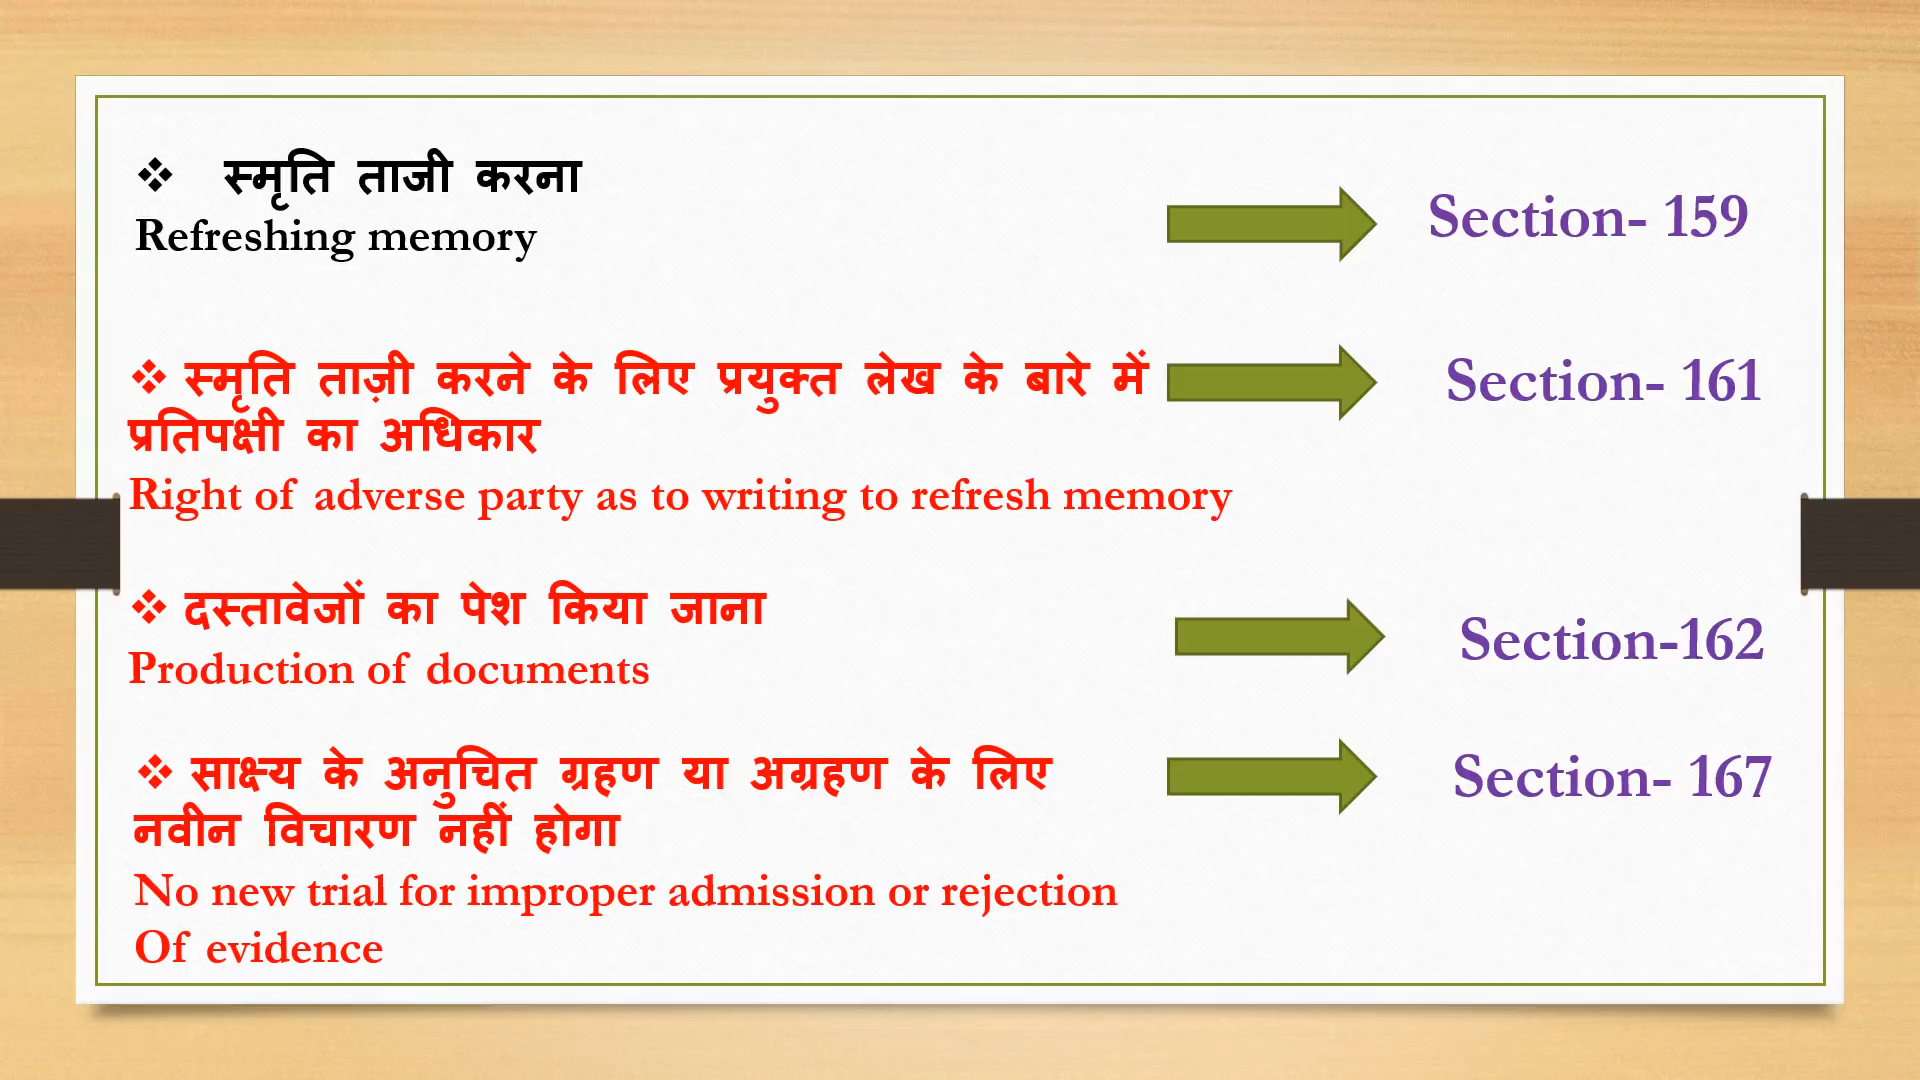 ❖ स्मृति ताजी करना
Refreshing memory
Section- 159
❖ स्मृति ताज़ी करने के लिए प्रयुक्त लेख के बारे में
प्रतिपक्षी का अधिकार
Right of adverse party as to writing to refresh memory
Section- 161
❖ दस्तावेजों का पेश किया जाना
Production of documents
Section-162
❖ साक्ष्य के अनुचित ग्रहण या अग्रहण के लिए
नवीन विचारण नहीं होगा
No new trial for improper admission or rejection
Of evidence
Section- 167